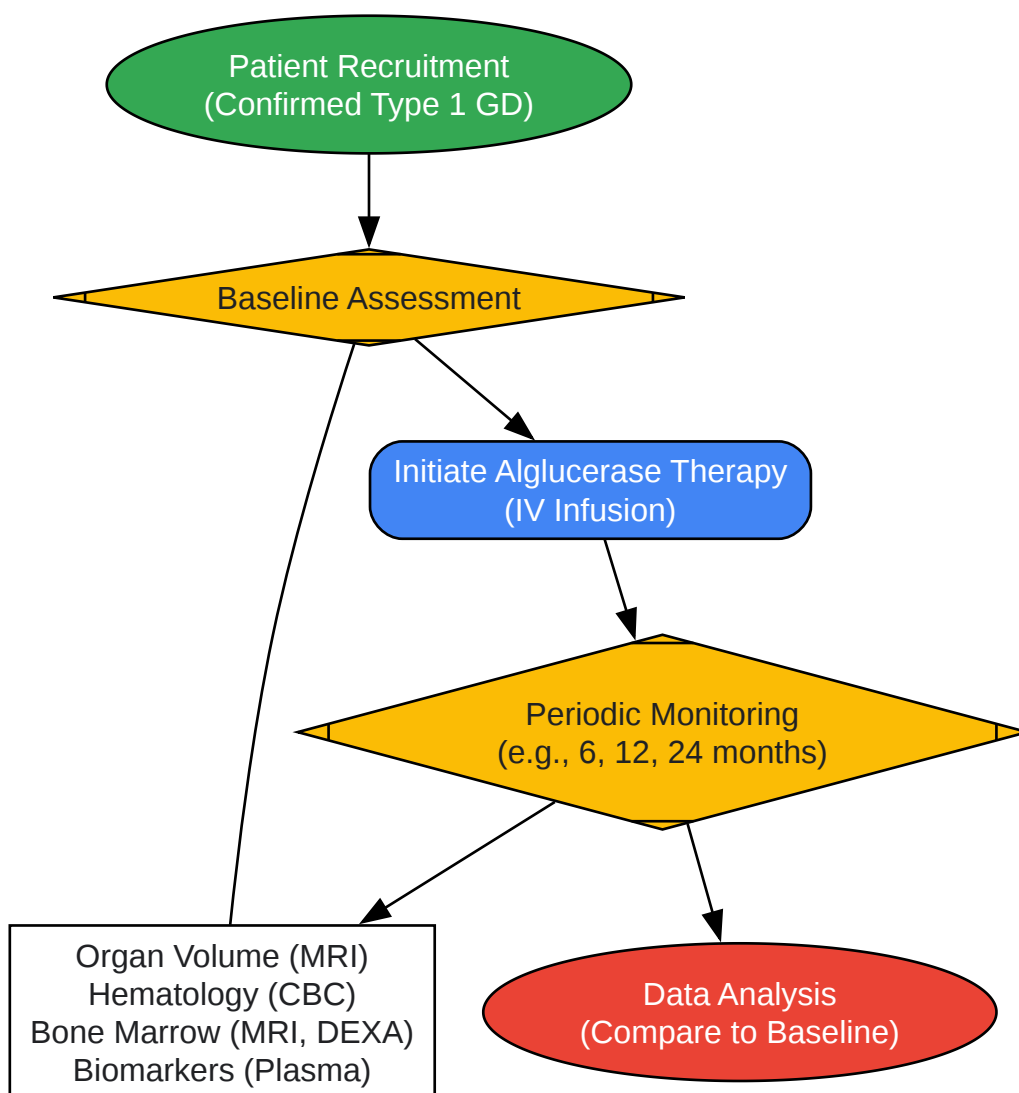 Patient Recruitment
(Confirmed Type 1 GD)
Baseline Assessment
Initiate Alglucerase Therapy
(IV Infusion)
Periodic Monitoring
(e.g., 6, 12, 24 months)
Organ Volume (MRI)
Hematology (CBC)
Bone Marrow (MRI, DEXA)
Biomarkers (Plasma)
Data Analysis
(Compare to Baseline)